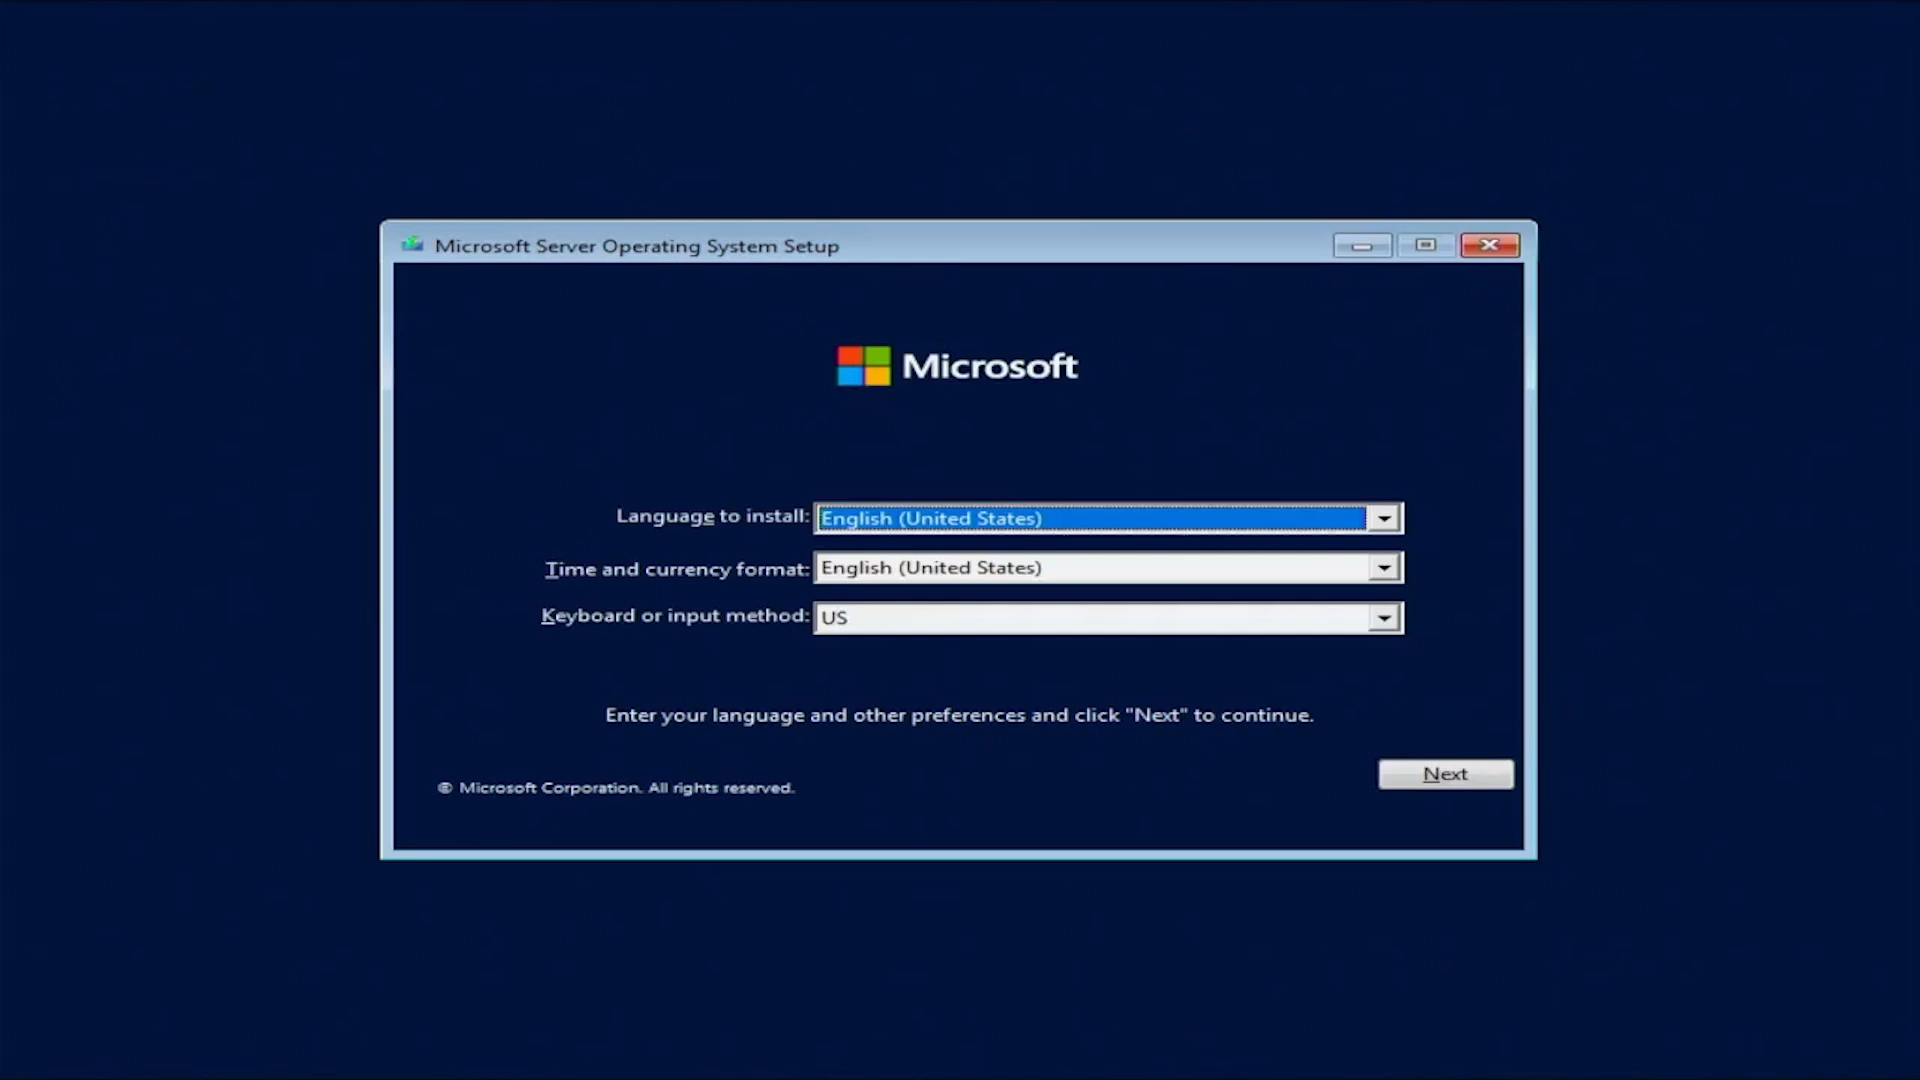 Microsoft Server Operating System Setup
Microsoft
Language to install: English (United States)
Time and currency format: English (United States)
Keyboard or input method: US
Enter your language and other preferences and click "Next" to continue.
Next
© Microsoft Corporation. All rights reserved.